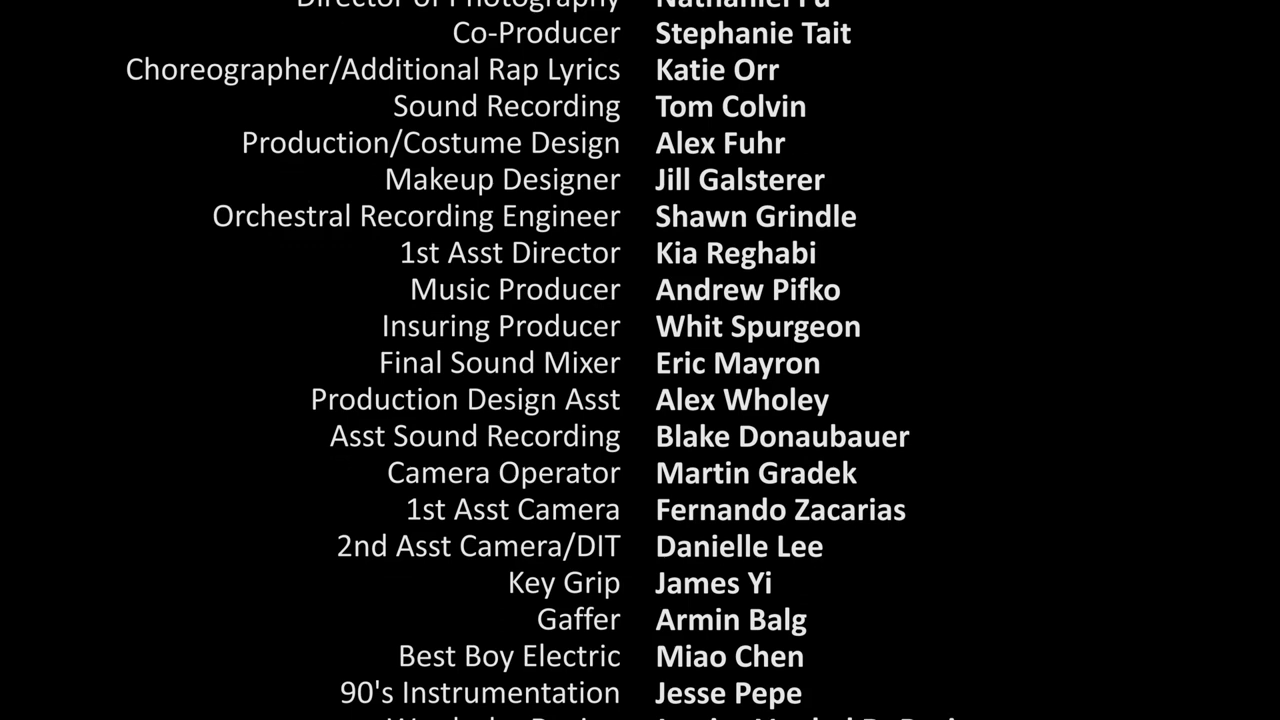 Director of Photography Nathaniel Fu
Co-Producer Stephanie Tait
Choreographer/Additional Rap Lyrics Katie Orr
Sound Recording Tom Colvin
Production/Costume Design Alex Fuhr
Makeup Designer Jill Galsterer
Orchestral Recording Engineer Shawn Grindle
1st Asst Director Kia Reghabi
Music Producer Andrew Pifko
Insuring Producer Whit Spurgeon
Final Sound Mixer Eric Mayron
Production Design Asst Alex Wholey
Asst Sound Recording Blake Donaubauer
Camera Operator Martin Gradek
1st Asst Camera Fernando Zacarias
2nd Asst Camera/DIT Danielle Lee
Key Grip James Yi
Gaffer Armin Balg
Best Boy Electric Miao Chen
90's Instrumentation Jesse Pepe